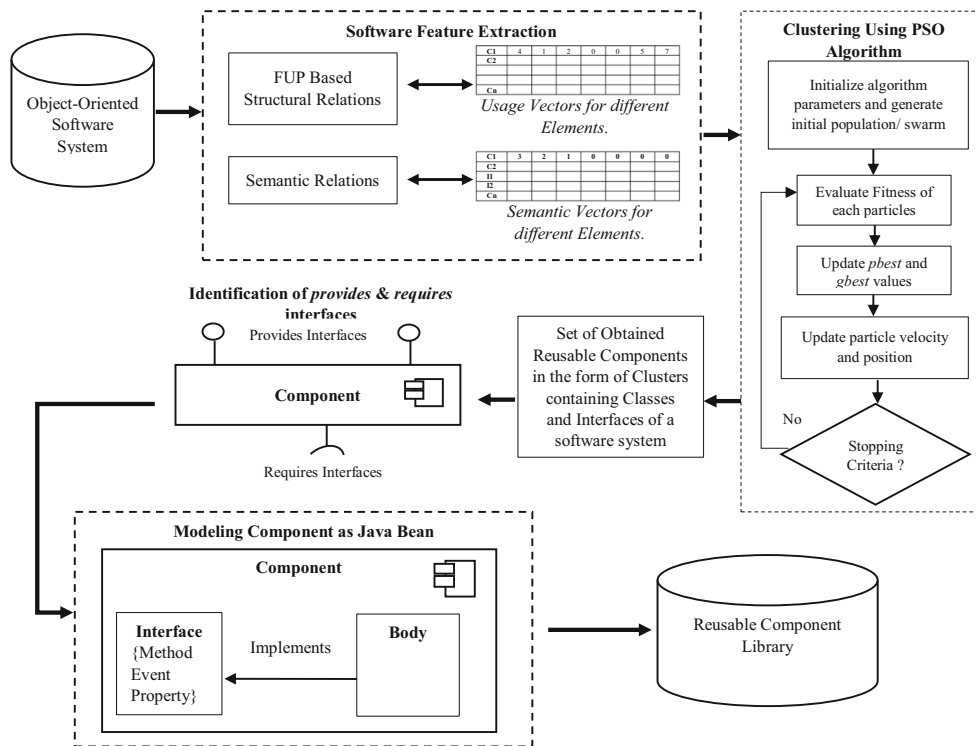 Object-Oriented
Software
System
Software Feature Extraction
FUP Based
Structural Relations
C1 4 1 2 0 0 5 7
C2
Cn
Usage Vectors for different
Elements.
Semantic Relations
C1 3 2 1 0 0 0 0
C2
I1
I2
Cn
Semantic Vectors for
different Elements.
Clustering Using PSO
Algorithm
Initialize algorithm
parameters and generate
initial population/ swarm
Evaluate Fitness of
each particles
Update pbest and
gbest values
Update particle velocity
and position
No
Stopping
Criteria ?
Set of Obtained
Reusable Components
in the form of Clusters
containing Classes
and Interfaces of a
software system
Identification of provides & requires
interfaces
Provides Interfaces
Component
Requires Interfaces
Modeling Component as Java Bean
Component
Interface
{Method
Event
Property}
Implements
Body
Reusable Component
Library